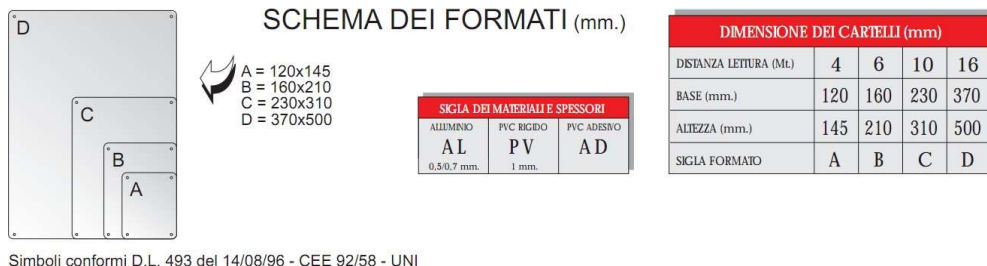 SCHEMA DEI FORMATI (mm.)
D
C
B
A
A = 120x145
B = 160x210
C = 230x310
D = 370x500
SIGLA DEI MATERIALI E SPESSORI
ALLUMINIO PVC RIGIDO PVC ADESIVO
AL PV AD
0,5/0,7 mm. 1 mm.
DIMENSIONE DEI CARTELLI (mm)
DISTANZA LETTURA (Mt.) 4 6 10 16
BASE (mm.) 120 160 230 370
ALTEZZA (mm.) 145 210 310 500
SIGLA FORMATO A B C D
Simboli conformi D.L. 493 del 14/08/96 - CEE 92/58 - UNI